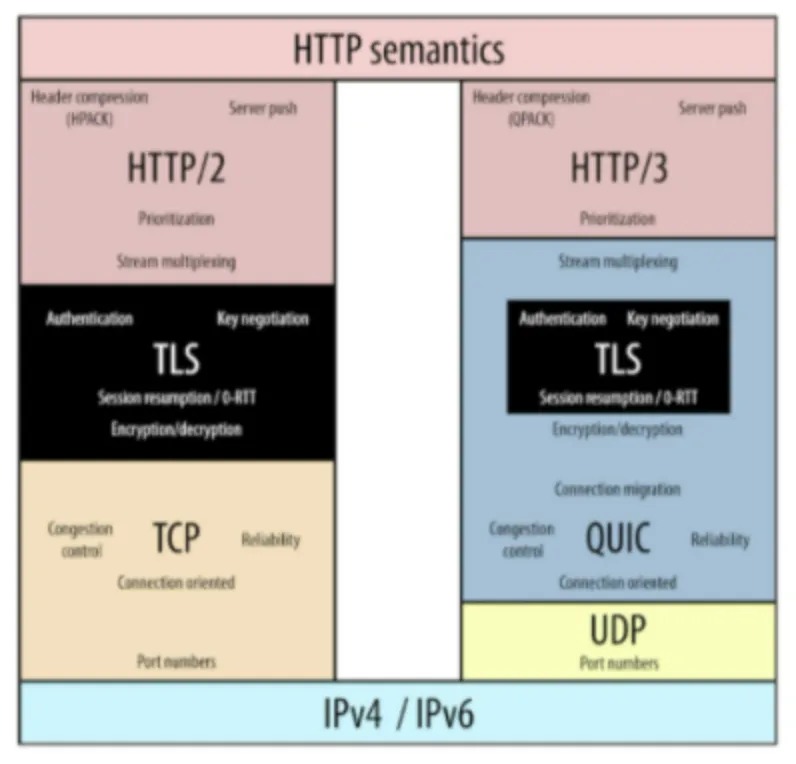 HTTP semantics
Header compression
(HPACK)
Server push
HTTP/2
Prioritization
Stream multiplexing
Authentication
Key negotiation
TLS
Session resumption / 0-RTT
Encryption/decryption
Congestion
control
TCP
Reliability
Connection oriented
Port numbers
Header compression
(QPACK)
Server push
HTTP/3
Prioritization
Stream multiplexing
Authentication
Key negotiation
TLS
Session resumption / 0-RTT
Encryption/decryption
Connection migration
Congestion
control
QUIC
Reliability
Connection oriented
UDP
Port numbers
IPv4 / IPv6